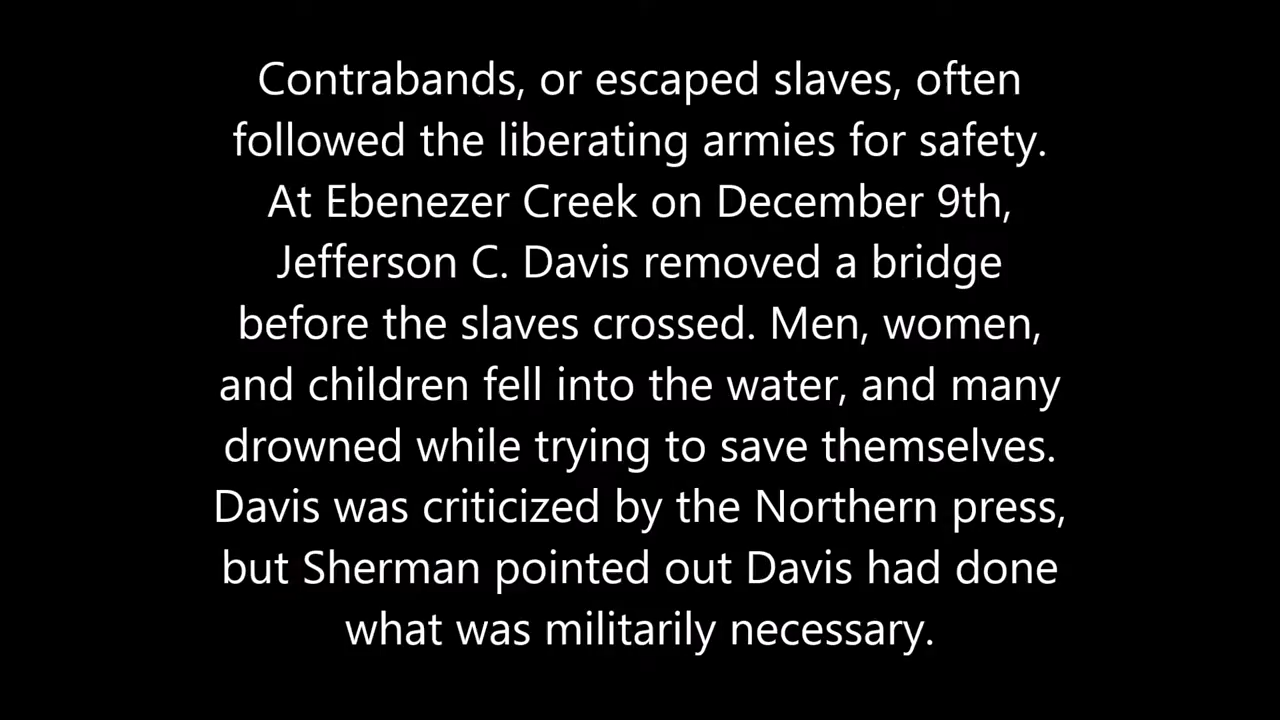 Contrabands, or escaped slaves, often
followed the liberating armies for safety.
At Ebenezer Creek on December 9th,
Jefferson C. Davis removed a bridge
before the slaves crossed. Men, women,
and children fell into the water, and many
drowned while trying to save themselves.
Davis was criticized by the Northern press,
but Sherman pointed out Davis had done
what was militarily necessary.